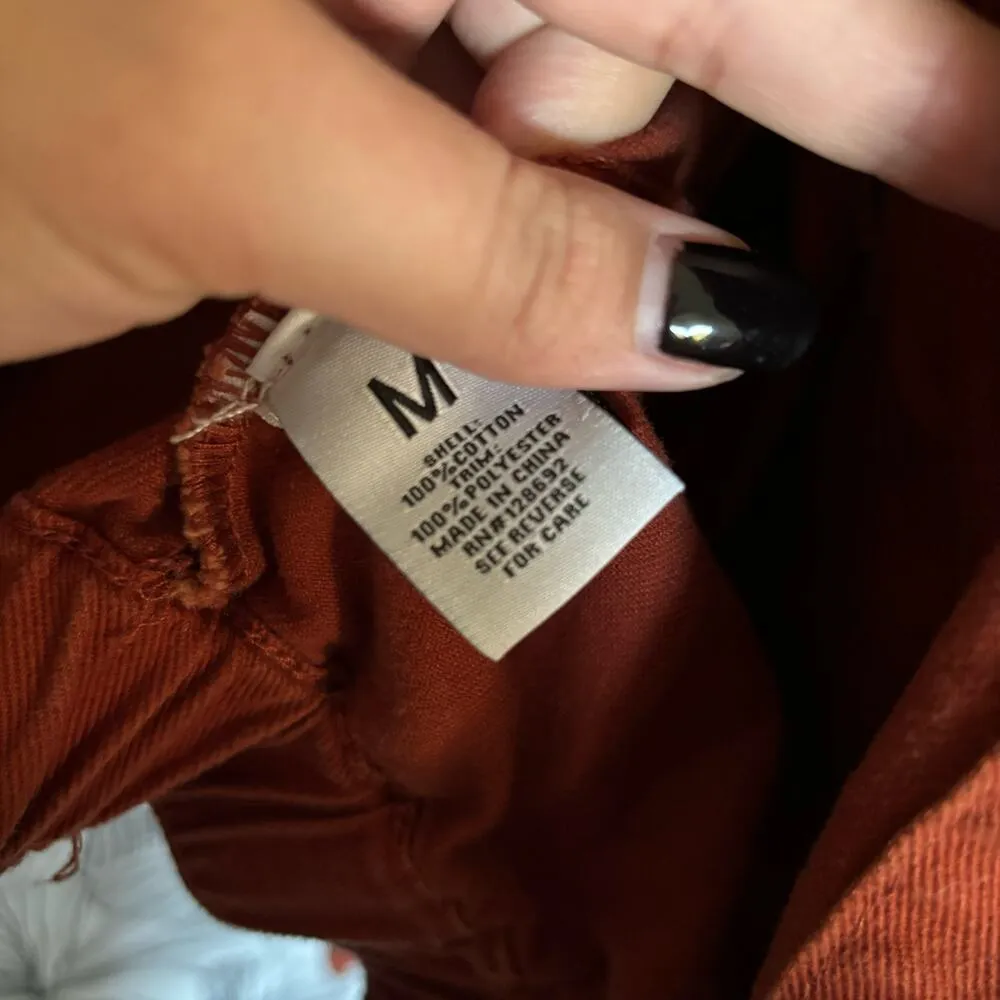 M
SHELL:
100%COTTON
TRIM:
100%POLYESTER
MADE IN CHINA
RN#128692
SEE REVERSE
FOR CARE